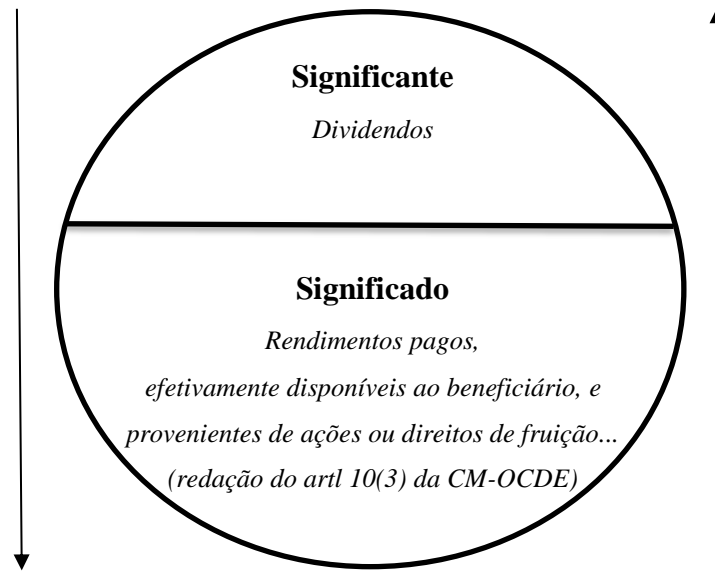 Significante
Dividendos
Significado
Rendimentos pagos,
efetivamente disponíveis ao beneficiário, e
provenientes de ações ou direitos de fruição...
(redação do artl 10(3) da CM-OCDE)